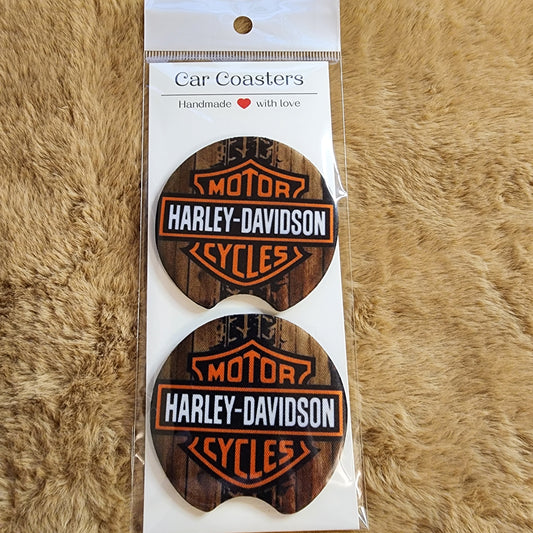 Car Coasters
Handmade with love
MOTOR
HARLEY-DAVIDSON
CYCLES
MOTOR
HARLEY-DAVIDSON
CYCLES